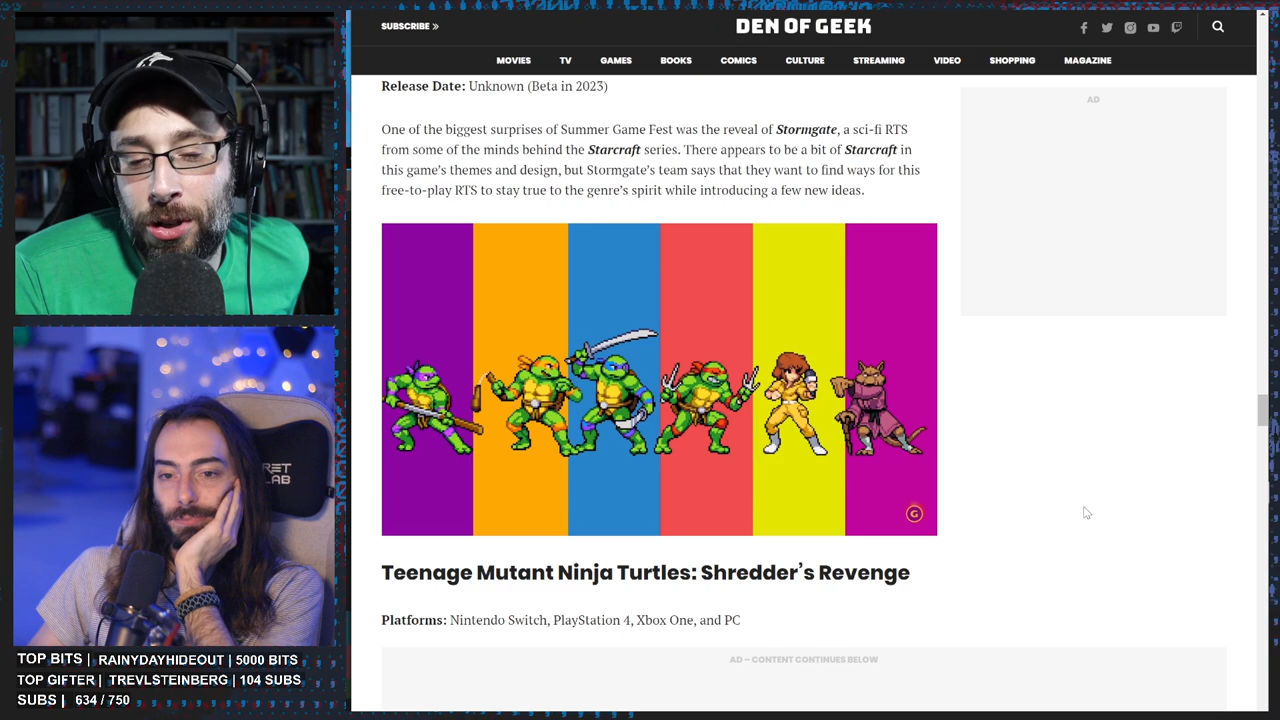 SUBSCRIBE »
DEN OF GEEK
MOVIES TV GAMES BOOKS COMICS CULTURE STREAMING VIDEO SHOPPING MAGAZINE
Release Date: Unknown (Beta in 2023)
AD
One of the biggest surprises of Summer Game Fest was the reveal of Stormgate, a sci-fi RTS
from some of the minds behind the Starcraft series. There appears to be a bit of Starcraft in
this game's themes and design, but Stormgate's team says that they want to find ways for this
free-to-play RTS to stay true to the genre's spirit while introducing a few new ideas.
G
Teenage Mutant Ninja Turtles: Shredder's Revenge
Platforms: Nintendo Switch, PlayStation 4, Xbox One, and PC
AD – CONTENT CONTINUES BELOW
TOP BITS | RAINYDAYHIDEOUT | 5000 BITS
TOP GIFTER | TREVLSTEINBERG | 104 SUBS
SUBS | 634 / 750